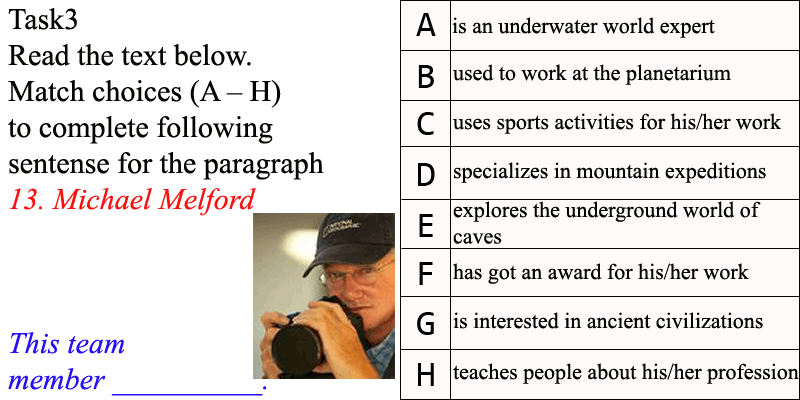 Task3
Read the text below.
Match choices (A – H)
to complete following
sentense for the paragraph
13. Michael Melford
NATIONAL
GEOGRAPHIC
This team
member __________.
A is an underwater world expert
B used to work at the planetarium
C uses sports activities for his/her work
D specializes in mountain expeditions
E explores the underground world of
caves
F has got an award for his/her work
G is interested in ancient civilizations
H teaches people about his/her profession